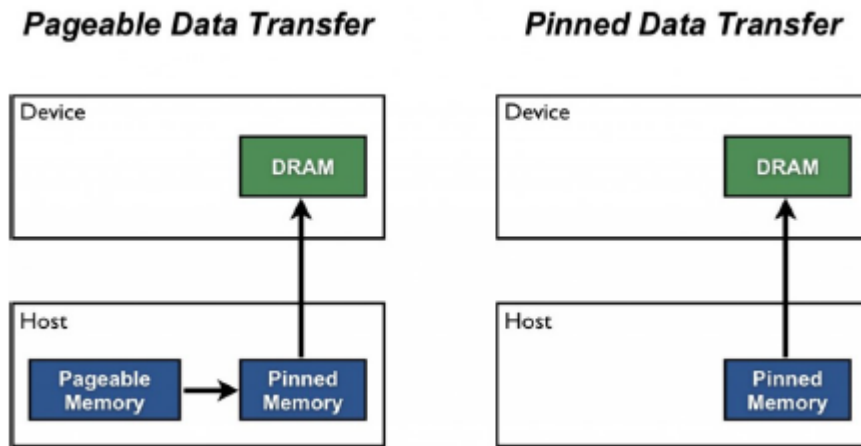 Pageable Data Transfer
Device
DRAM
Host
Pageable
Memory
Pinned
Memory
Pinned Data Transfer
Device
DRAM
Host
Pinned
Memory